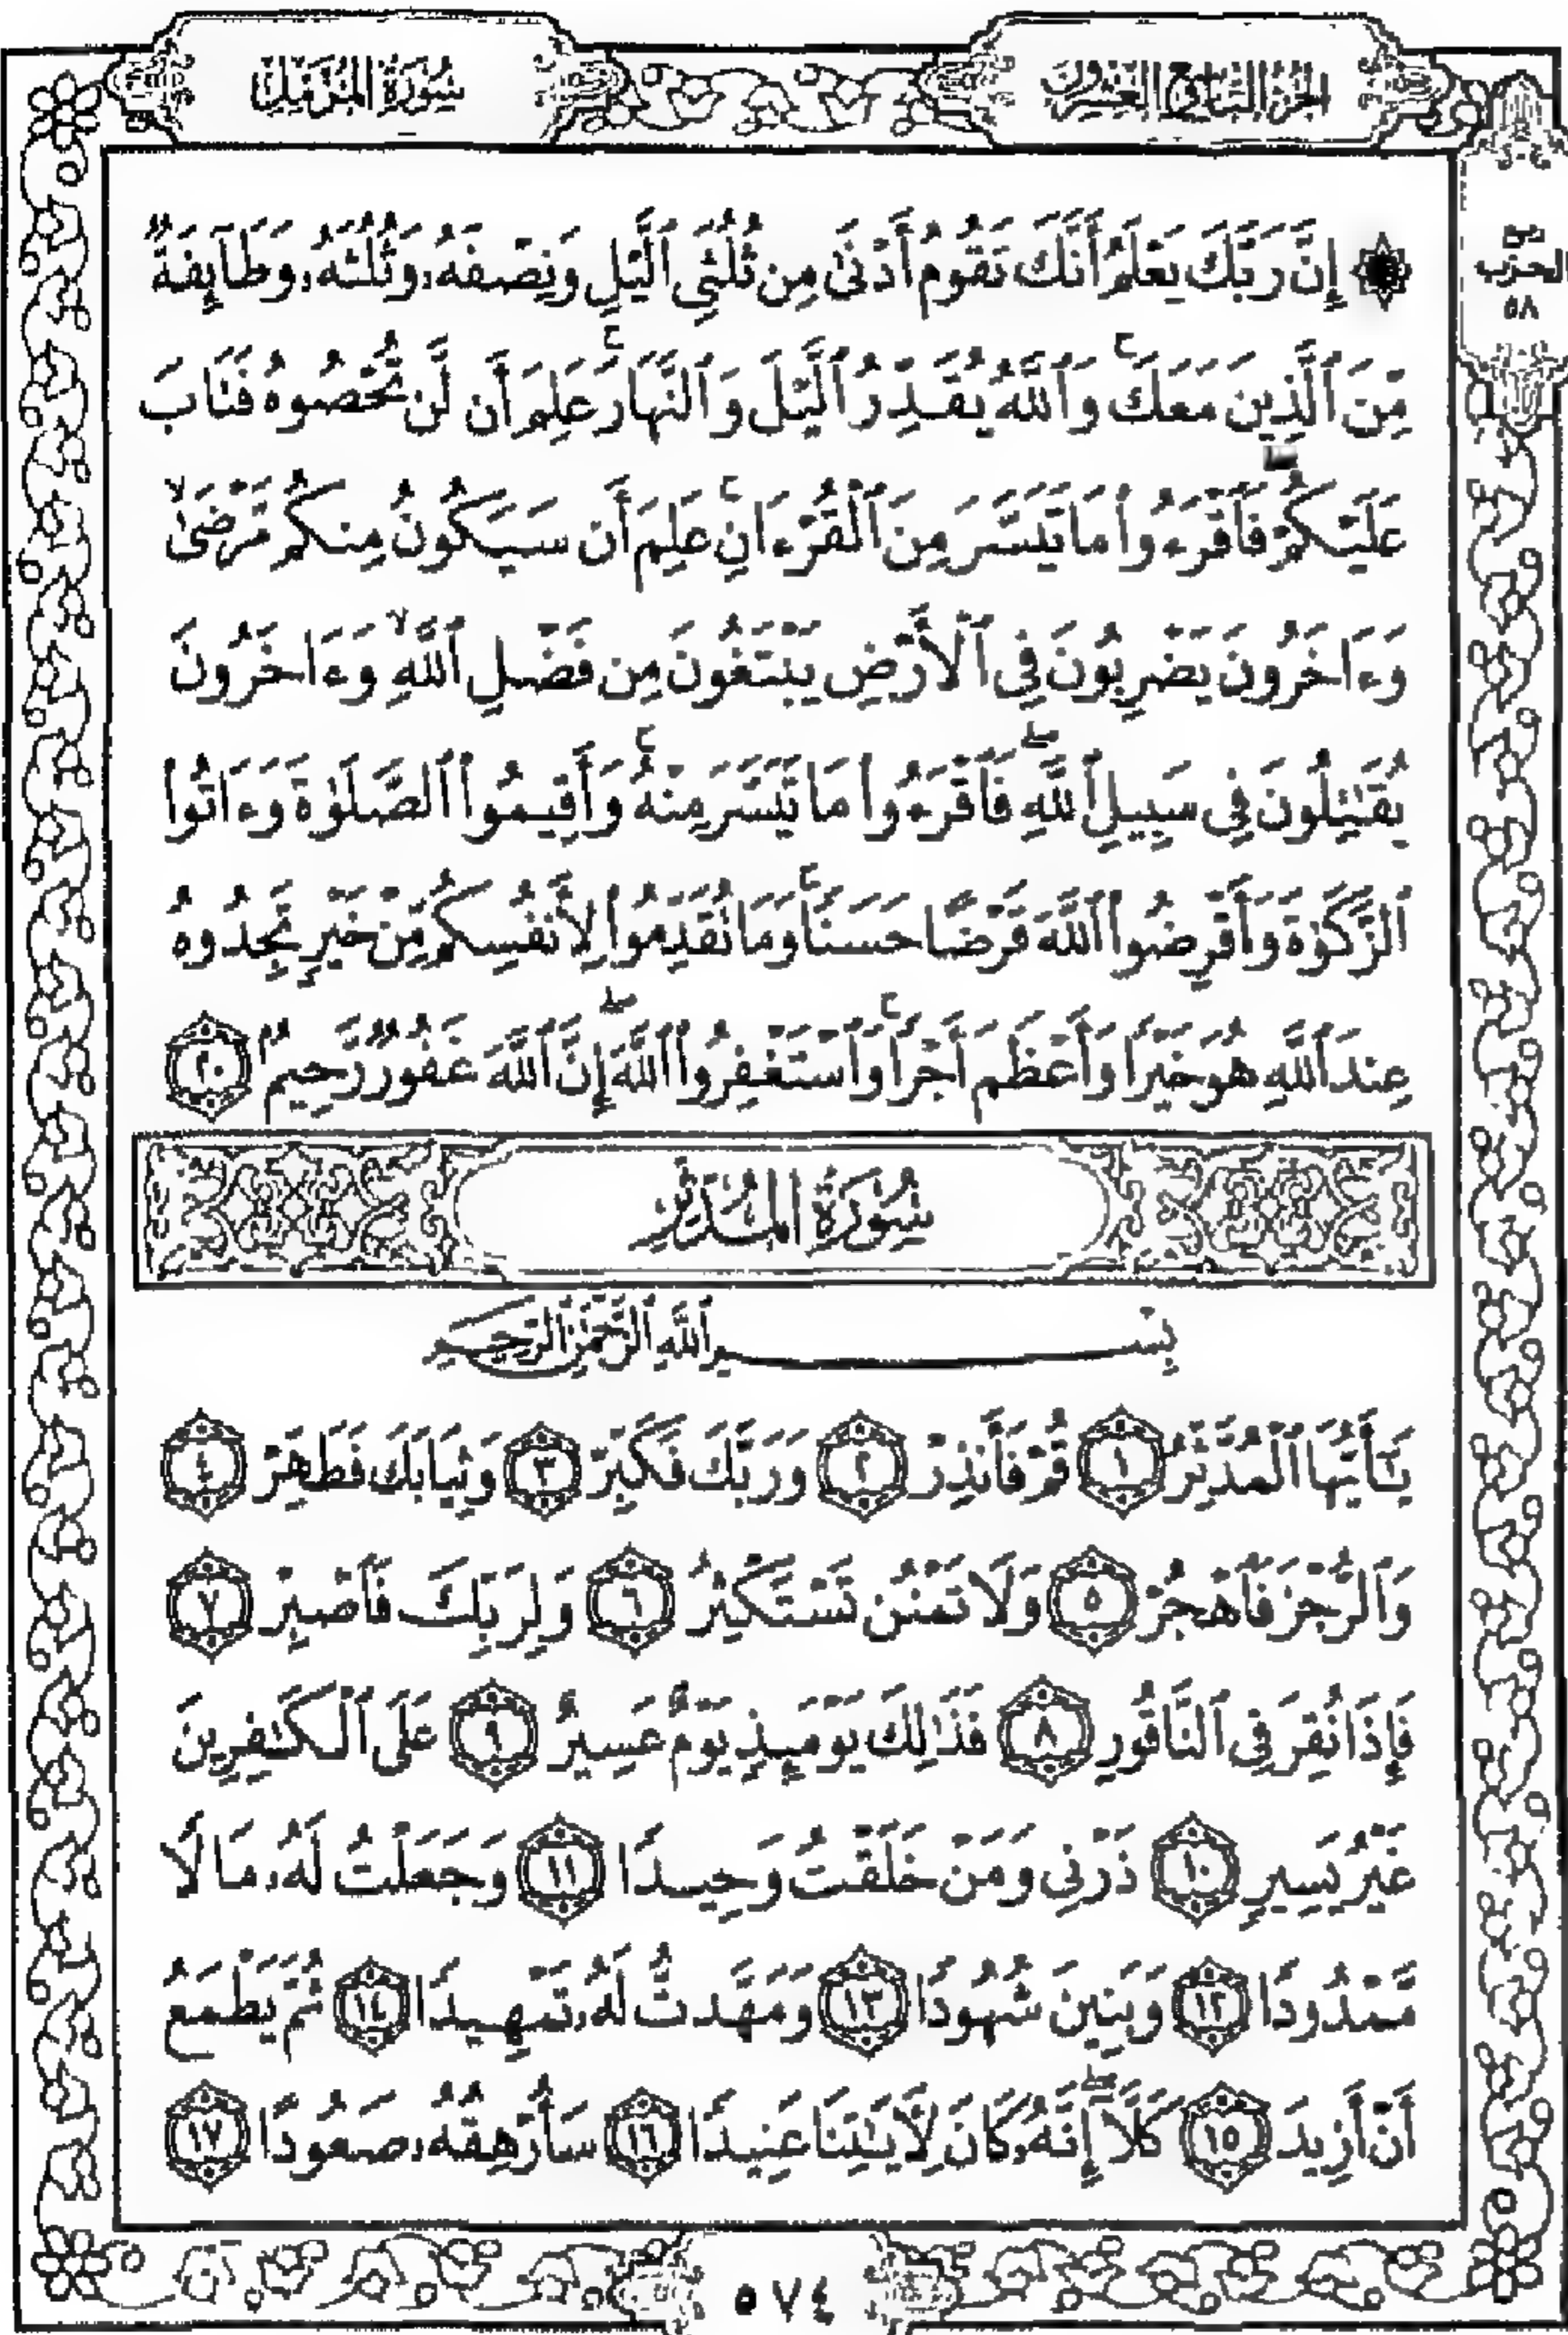 الجزء التاسع والعشرون
سورة المزمل
الحزب
٥٨
۞ إِنَّ رَبَّكَ يَعْلَمُ أَنَّكَ تَقُومُ أَدْنَىٰ مِن ثُلُثَىِ ٱلَّيْلِ وَنِصْفَهُۥ وَثُلُثَهُۥ وَطَآئِفَةٌ
مِّنَ ٱلَّذِينَ مَعَكَۚ وَٱللَّهُ يُقَدِّرُ ٱلَّيْلَ وَٱلنَّهَارَۚ عَلِمَ أَن لَّن تُحْصُوهُ فَتَابَ
عَلَيْكُمْۖ فَٱقْرَءُوا۟ مَا تَيَسَّرَ مِنَ ٱلْقُرْءَانِۚ عَلِمَ أَن سَيَكُونُ مِنكُم مَّرْضَىٰۙ
وَءَاخَرُونَ يَضْرِبُونَ فِى ٱلْأَرْضِ يَبْتَغُونَ مِن فَضْلِ ٱللَّهِۙ وَءَاخَرُونَ
يُقَٰتِلُونَ فِى سَبِيلِ ٱللَّهِۖ فَٱقْرَءُوا۟ مَا تَيَسَّرَ مِنْهُۚ وَأَقِيمُوا۟ ٱلصَّلَوٰةَ وَءَاتُوا۟
ٱلزَّكَوٰةَ وَأَقْرِضُوا۟ ٱللَّهَ قَرْضًا حَسَنًاۚ وَمَا تُقَدِّمُوا۟ لِأَنفُسِكُم مِّنْ خَيْرٍ تَجِدُوهُ
عِندَ ٱللَّهِ هُوَ خَيْرًا وَأَعْظَمَ أَجْرًاۚ وَٱسْتَغْفِرُوا۟ ٱللَّهَۖ إِنَّ ٱللَّهَ غَفُورٌ رَّحِيمٌۢ ٢٠
سُورَةُ المُدَّثِّرِ
بِسْمِ ٱللَّهِ ٱلرَّحْمَٰنِ ٱلرَّحِيمِ
يَٰٓأَيُّهَا ٱلْمُدَّثِّرُ ١ قُمْ فَأَنذِرْ ٢ وَرَبَّكَ فَكَبِّرْ ٣ وَثِيَابَكَ فَطَهِّرْ ٤
وَٱلرُّجْزَ فَٱهْجُرْ ٥ وَلَا تَمْنُن تَسْتَكْثِرُ ٦ وَلِرَبِّكَ فَٱصْبِرْ ٧
فَإِذَا نُقِرَ فِى ٱلنَّاقُورِ ٨ فَذَٰلِكَ يَوْمَئِذٍ يَوْمٌ عَسِيرٌ ٩ عَلَى ٱلْكَٰفِرِينَ
غَيْرُ يَسِيرٍ ١٠ ذَرْنِى وَمَنْ خَلَقْتُ وَحِيدًا ١١ وَجَعَلْتُ لَهُۥ مَالًا
مَّمْدُودًا ١٢ وَبَنِينَ شُهُودًا ١٣ وَمَهَّدتُّ لَهُۥ تَمْهِيدًا ١٤ ثُمَّ يَطْمَعُ
أَنْ أَزِيدَ ١٥ كَلَّآۖ إِنَّهُۥ كَانَ لِأَيَٰتِنَا عَنِيدًا ١٦ سَأُرْهِقُهُۥ صَعُودًا ١٧
٥٧٤